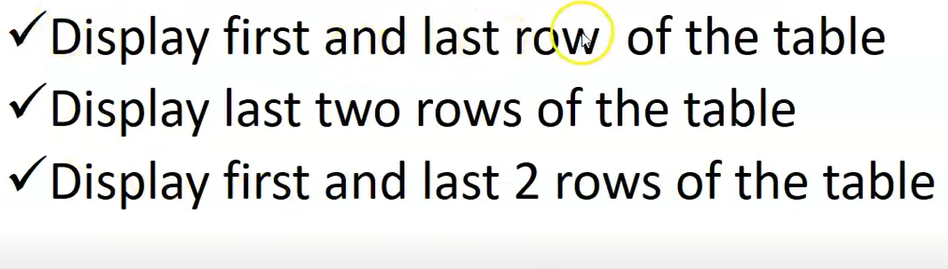 ✓Display first and last row of the table
✓Display last two rows of the table
✓Display first and last 2 rows of the table